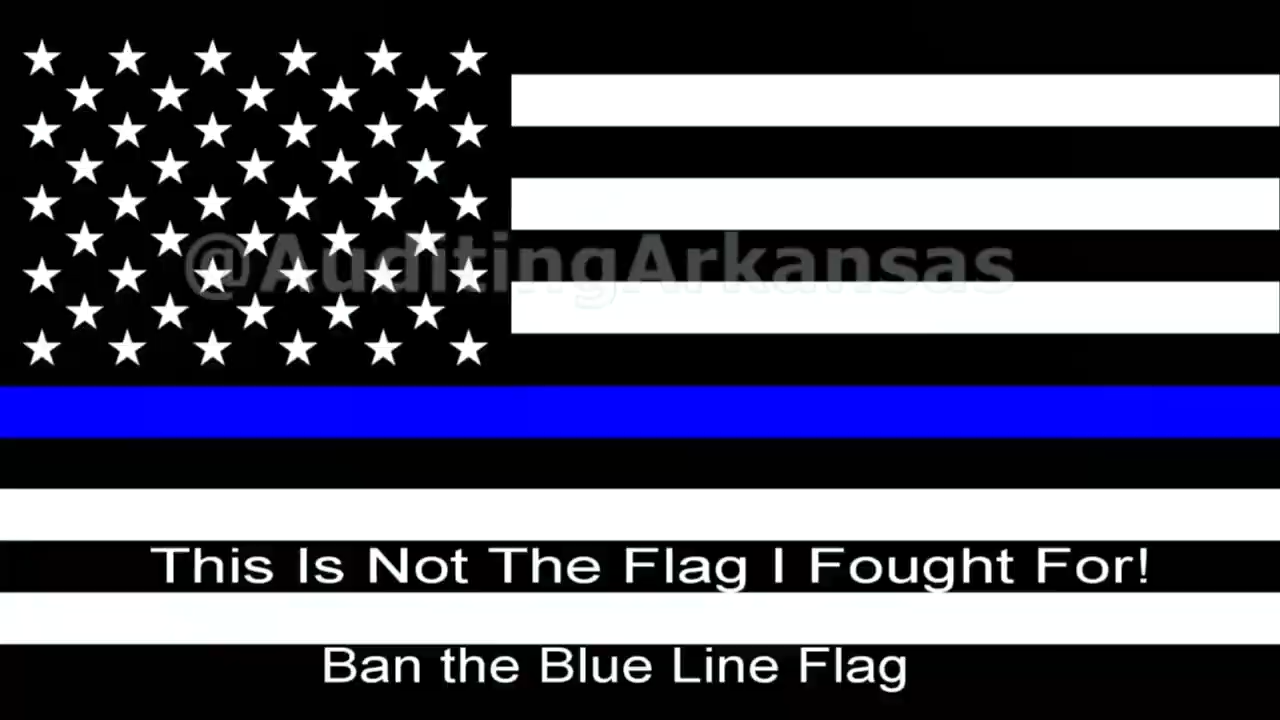 @AuditingArkansas
This Is Not The Flag I Fought For!
Ban the Blue Line Flag